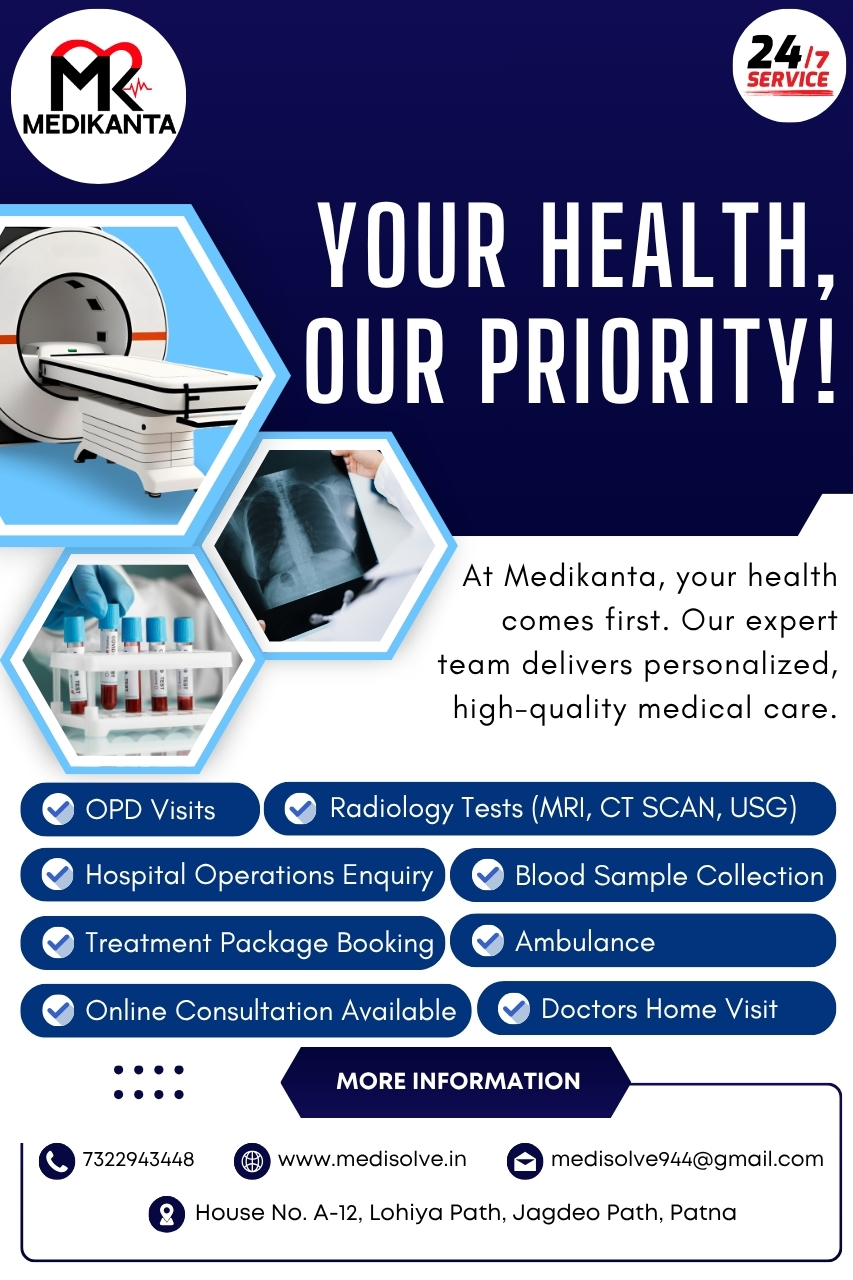 MK
MEDIKANTA
24/7
SERVICE
YOUR HEALTH,
OUR PRIORITY!
At Medikanta, your health
comes first. Our expert
team delivers personalized,
high-quality medical care.
OPD Visits
Radiology Tests (MRI, CT SCAN, USG)
Hospital Operations Enquiry
Blood Sample Collection
Treatment Package Booking
Ambulance
Online Consultation Available
Doctors Home Visit
MORE INFORMATION
7322943448
www.medisolve.in
medisolve944@gmail.com
House No. A-12, Lohiya Path, Jagdeo Path, Patna